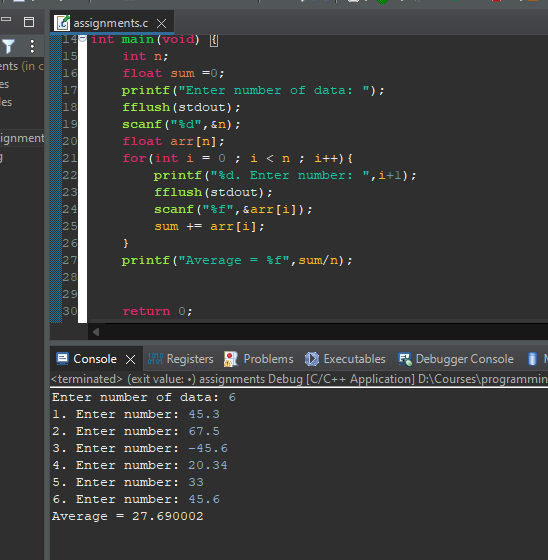 assignments.c
14 int main(void) {
15 int n;
16 float sum =0;
17 printf("Enter number of data: ");
18 fflush(stdout);
19 scanf("%d",&n);
20 float arr[n];
21 for(int i = 0 ; i < n ; i++){
22 printf("%d. Enter number: ",i+1);
23 fflush(stdout);
24 scanf("%f",&arr[i]);
25 sum += arr[i];
26 }
27 printf("Average = %f",sum/n);
28
29
30 return 0;
ents (in c
es
les
signment
g
Console Registers Problems Executables Debugger Console
<terminated> (exit value: •) assignments Debug [C/C++ Application] D:\Courses\programmin
Enter number of data: 6
1. Enter number: 45.3
2. Enter number: 67.5
3. Enter number: -45.6
4. Enter number: 20.34
5. Enter number: 33
6. Enter number: 45.6
Average = 27.690002